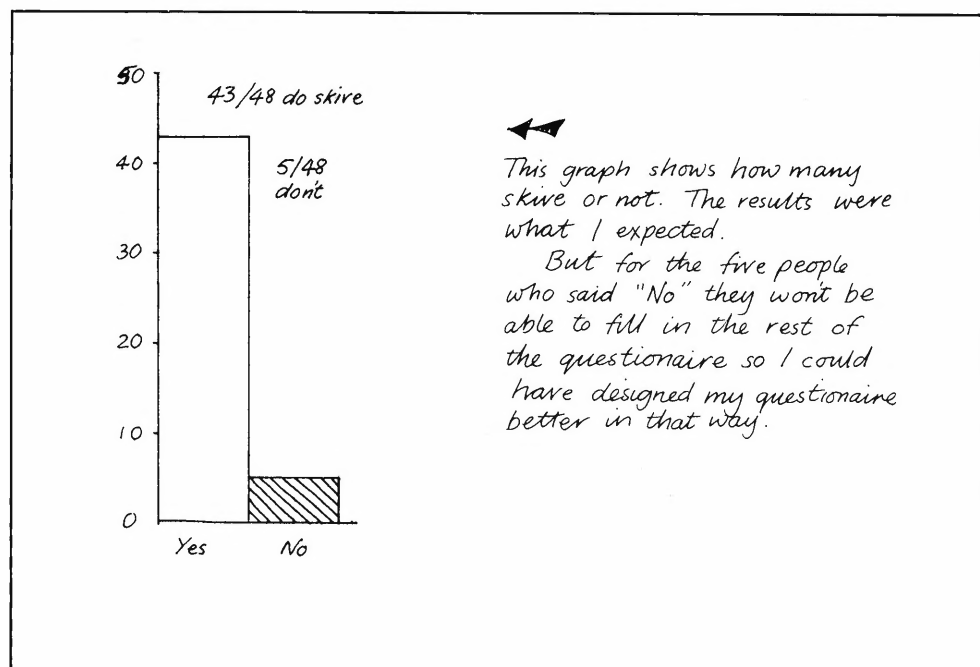 50
43/48 do skive
40
5/48
don't
30
20
10
0
Yes
No
This graph shows how many
skive or not. The results were
what I expected.
But for the five people
who said "No" they won't be
able to fill in the rest of
the questionaire so I could
have designed my questionaire
better in that way.